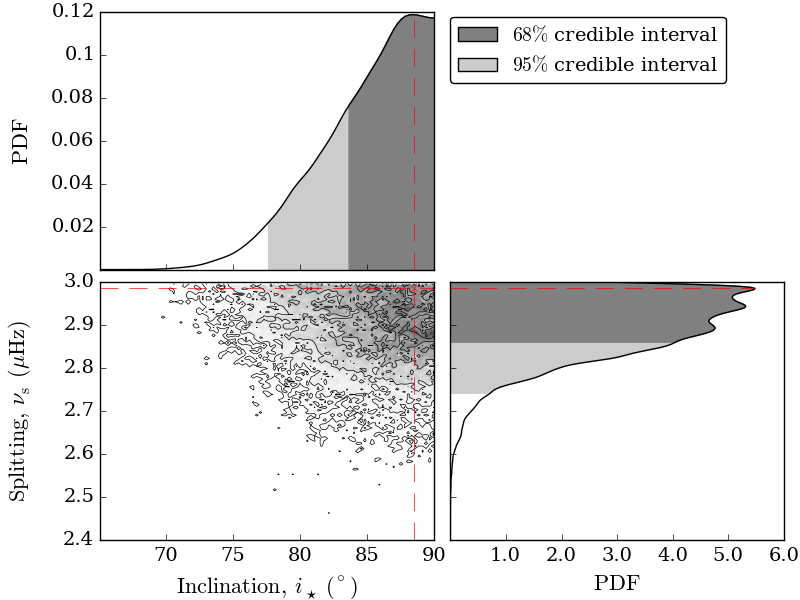 0.12
0.1
0.08
0.06
0.04
0.02
PDF
68% credible interval
95% credible interval
3.0
2.9
2.8
2.7
2.6
2.5
2.4
Splitting, νs (μHz)
70 75 80 85 90
Inclination, i⋆ (°)
1.0 2.0 3.0 4.0 5.0 6.0
PDF